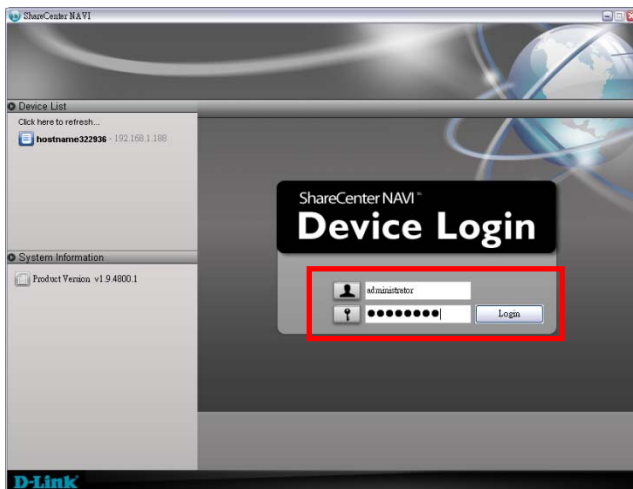 ShareCenter NAVI
Device List
Click here to refresh...
hostname322936 - 192.168.1.188
ShareCenter NAVI™
Device Login
System Information
Product Version v1.9.4800.1
administrator
●●●●●●●●
Login
D-Link